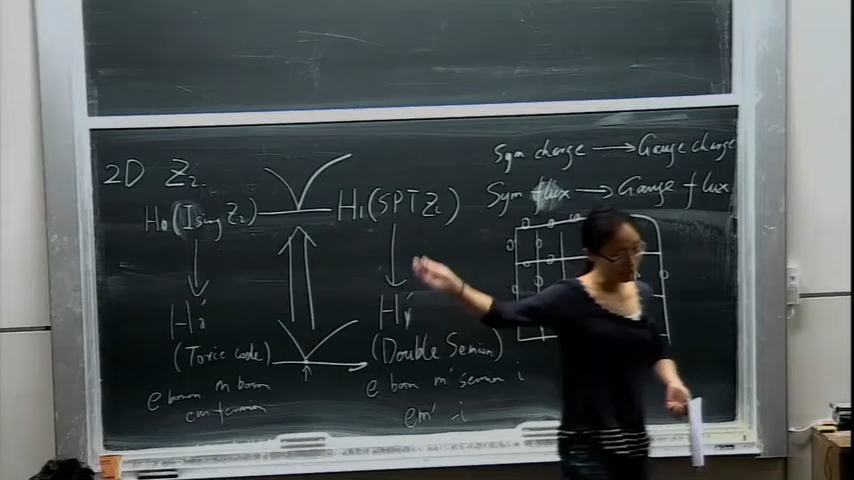 2D Z₂
H₀ (Ising Z₂)
H₁ (SPT Z₂)
Sym charge → Gauge charge
Sym flux → Gauge flux
H₀'
(Toric code)
e boson m boson
em fermion
H₁'
(Double Semion)
e boson m' semion i
em' -i